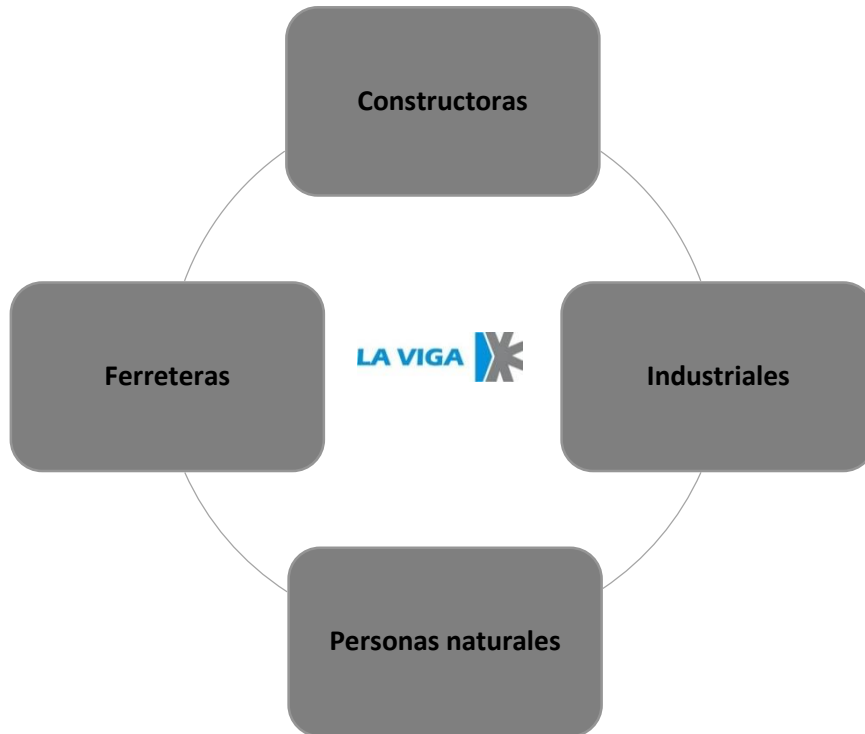 Constructoras
Ferreteras
LA VIGA
Industriales
Personas naturales